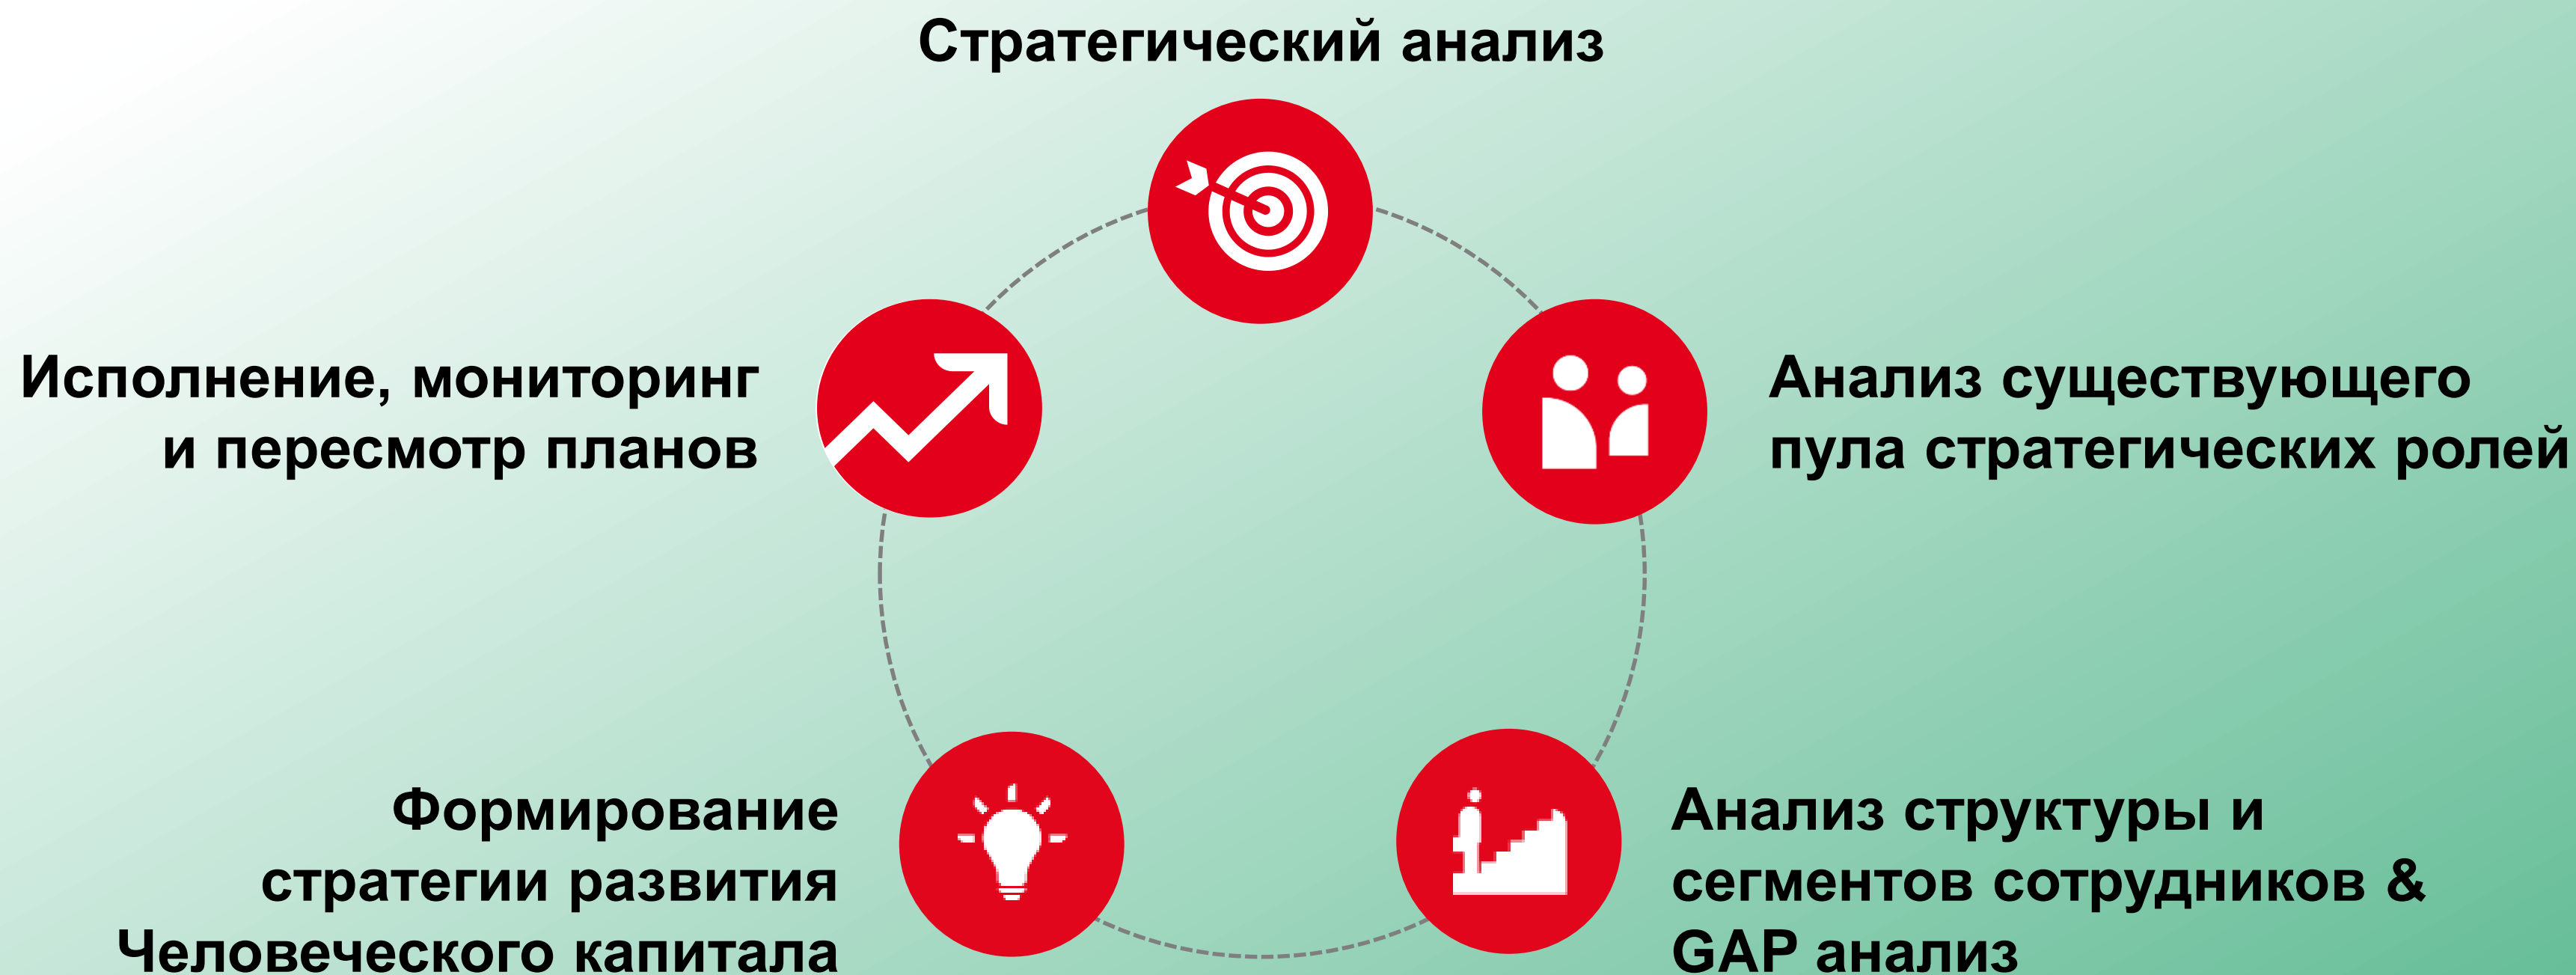 Стратегический анализ
Исполнение, мониторинг
и пересмотр планов
Анализ существующего
пула стратегических ролей
Формирование
стратегии развития
Человеческого капитала
Анализ структуры и
сегментов сотрудников &
GAP анализ